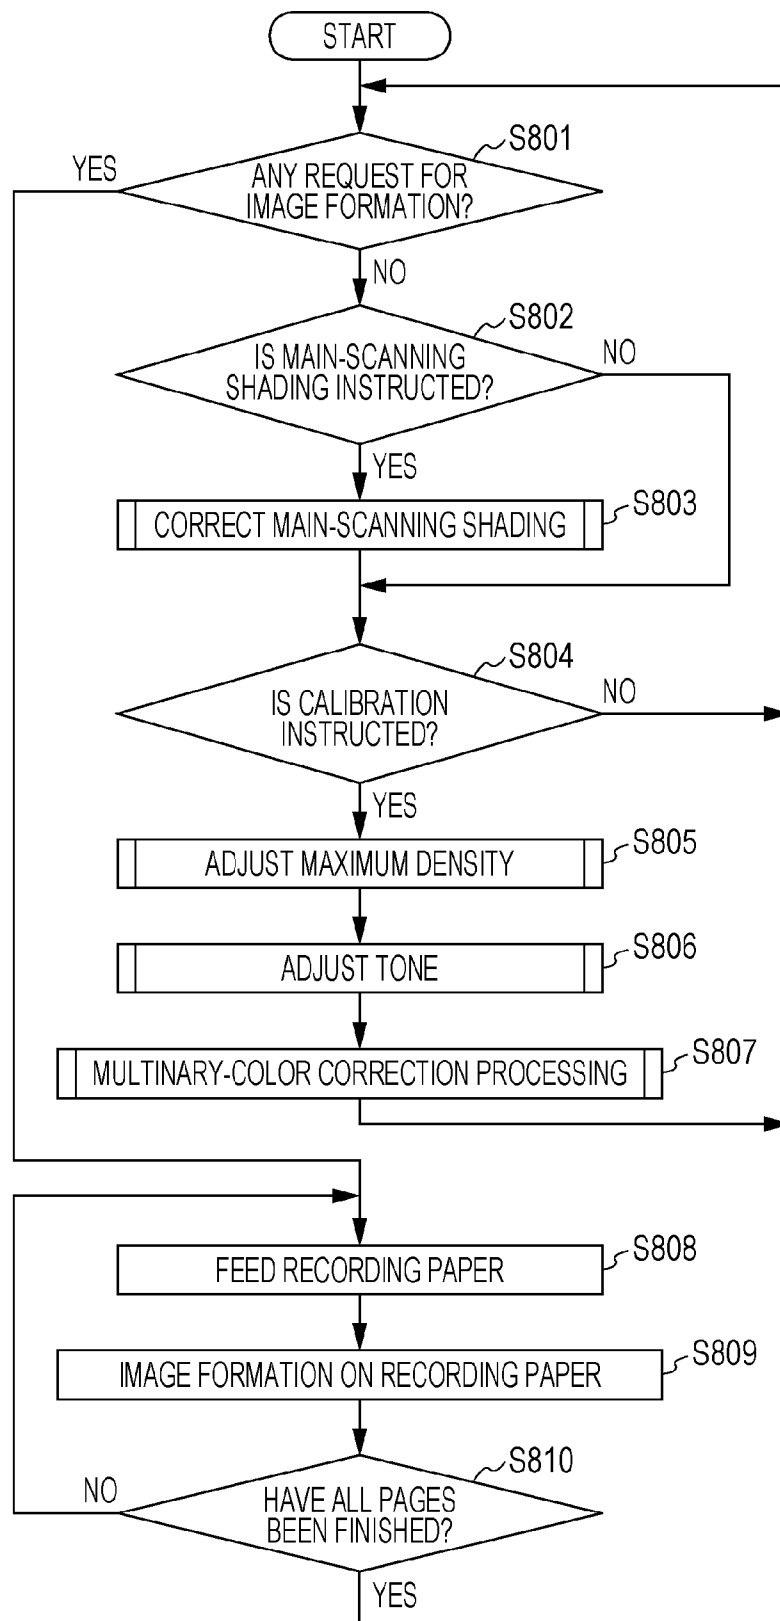 START
S801
YES
ANY REQUEST FOR
IMAGE FORMATION?
NO
S802
IS MAIN-SCANNING
SHADING INSTRUCTED?
NO
YES
CORRECT MAIN-SCANNING SHADING
S803
S804
IS CALIBRATION
INSTRUCTED?
NO
YES
ADJUST MAXIMUM DENSITY
S805
ADJUST TONE
S806
MULTINARY-COLOR CORRECTION PROCESSING
S807
FEED RECORDING PAPER
S808
IMAGE FORMATION ON RECORDING PAPER
S809
S810
NO
HAVE ALL PAGES
BEEN FINISHED?
YES